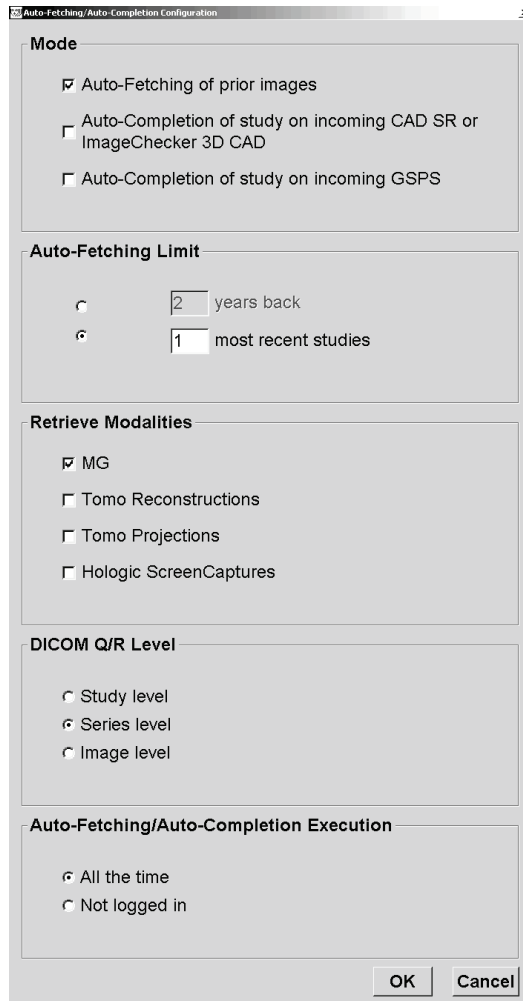 Auto-Fetching/Auto-Completion Configuration
Mode
Auto-Fetching of prior images
Auto-Completion of study on incoming CAD SR or
ImageChecker 3D CAD
Auto-Completion of study on incoming GSPS
Auto-Fetching Limit
2 years back
1 most recent studies
Retrieve Modalities
MG
Tomo Reconstructions
Tomo Projections
Hologic ScreenCaptures
DICOM Q/R Level
Study level
Series level
Image level
Auto-Fetching/Auto-Completion Execution
All the time
Not logged in
OK Cancel